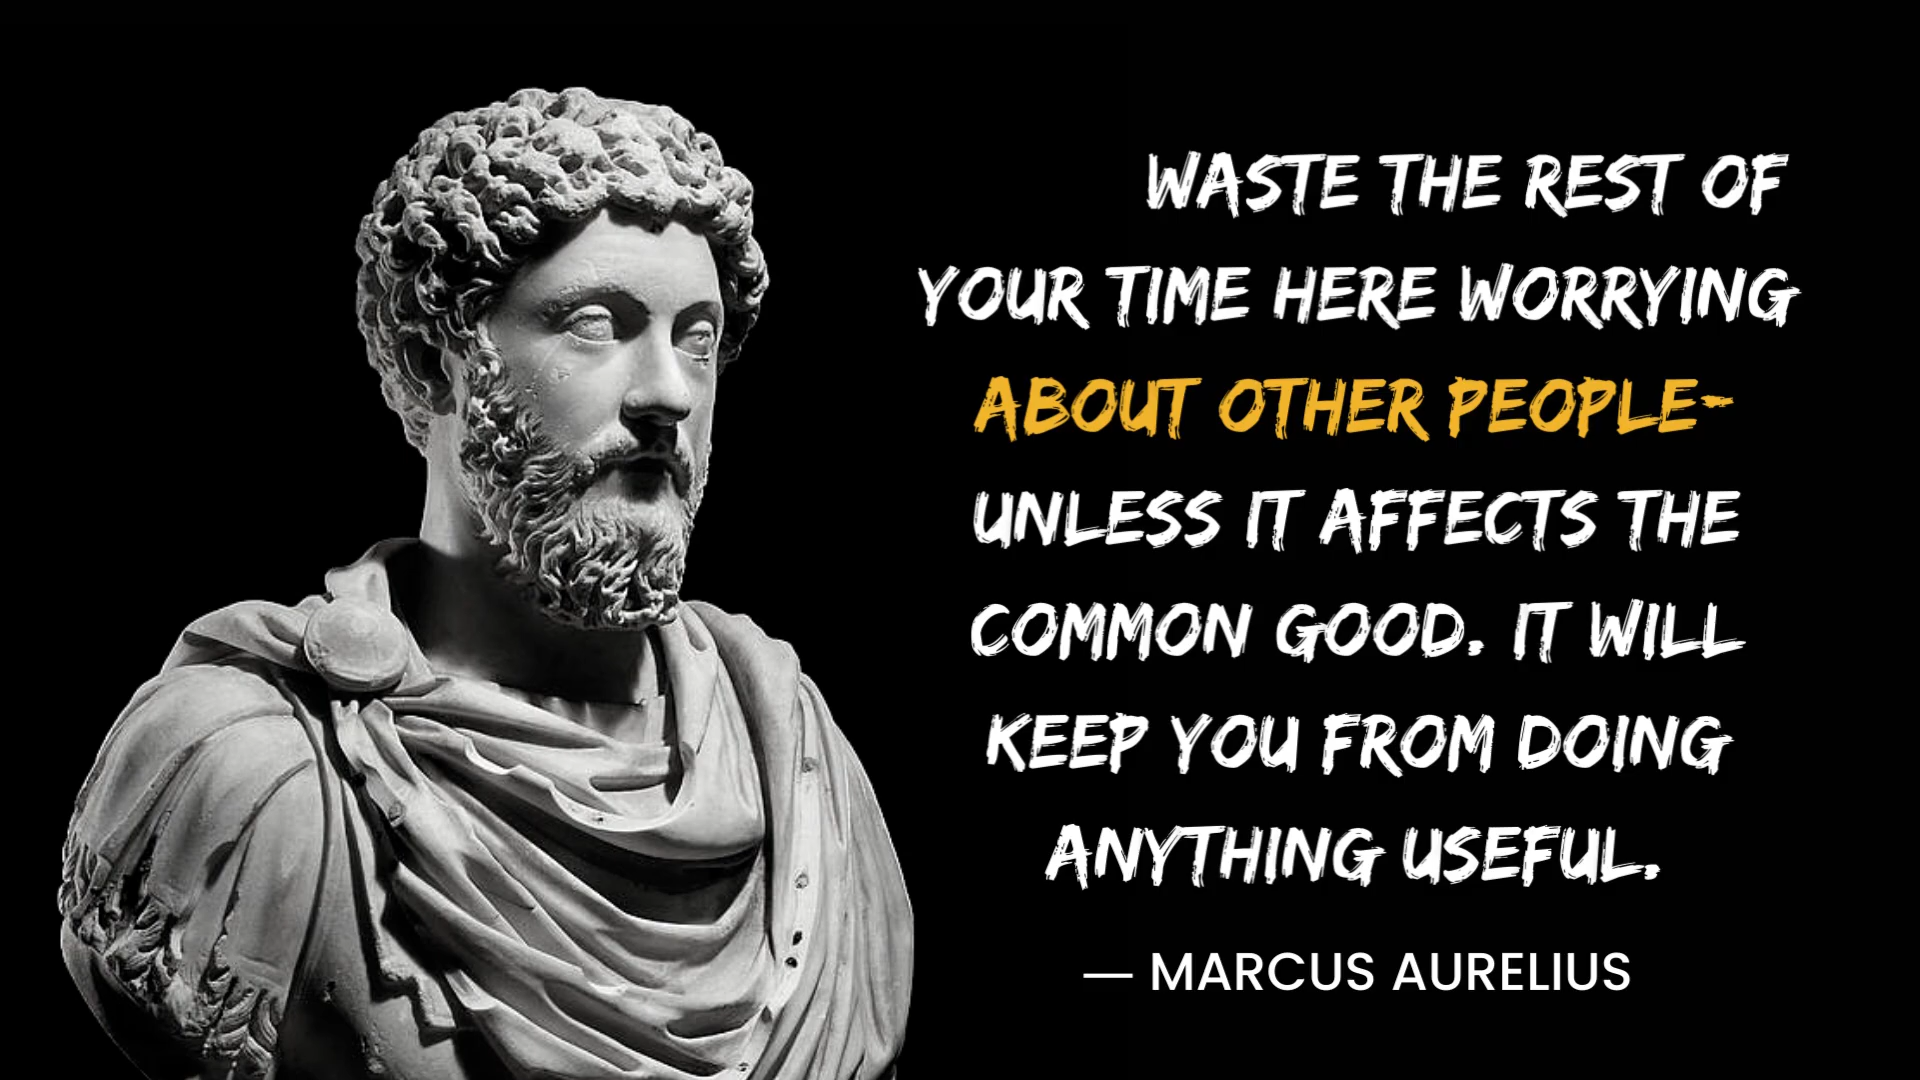 WASTE THE REST OF
YOUR TIME HERE WORRYING
ABOUT OTHER PEOPLE-
UNLESS IT AFFECTS THE
COMMON GOOD. IT WILL
KEEP YOU FROM DOING
ANYTHING USEFUL.
— MARCUS AURELIUS